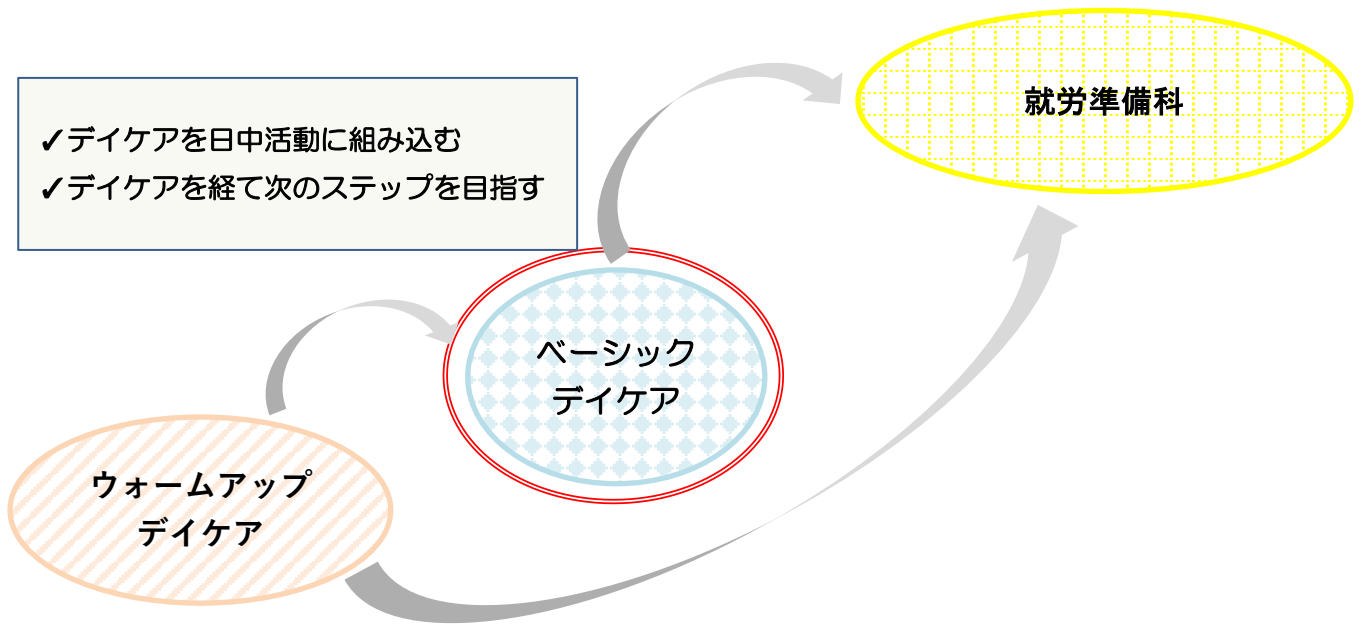 就労準備科
✓デイケアを日中活動に組み込む
✓デイケアを経て次のステップを目指す
ベーシック
デイケア
ウォームアップ
デイケア